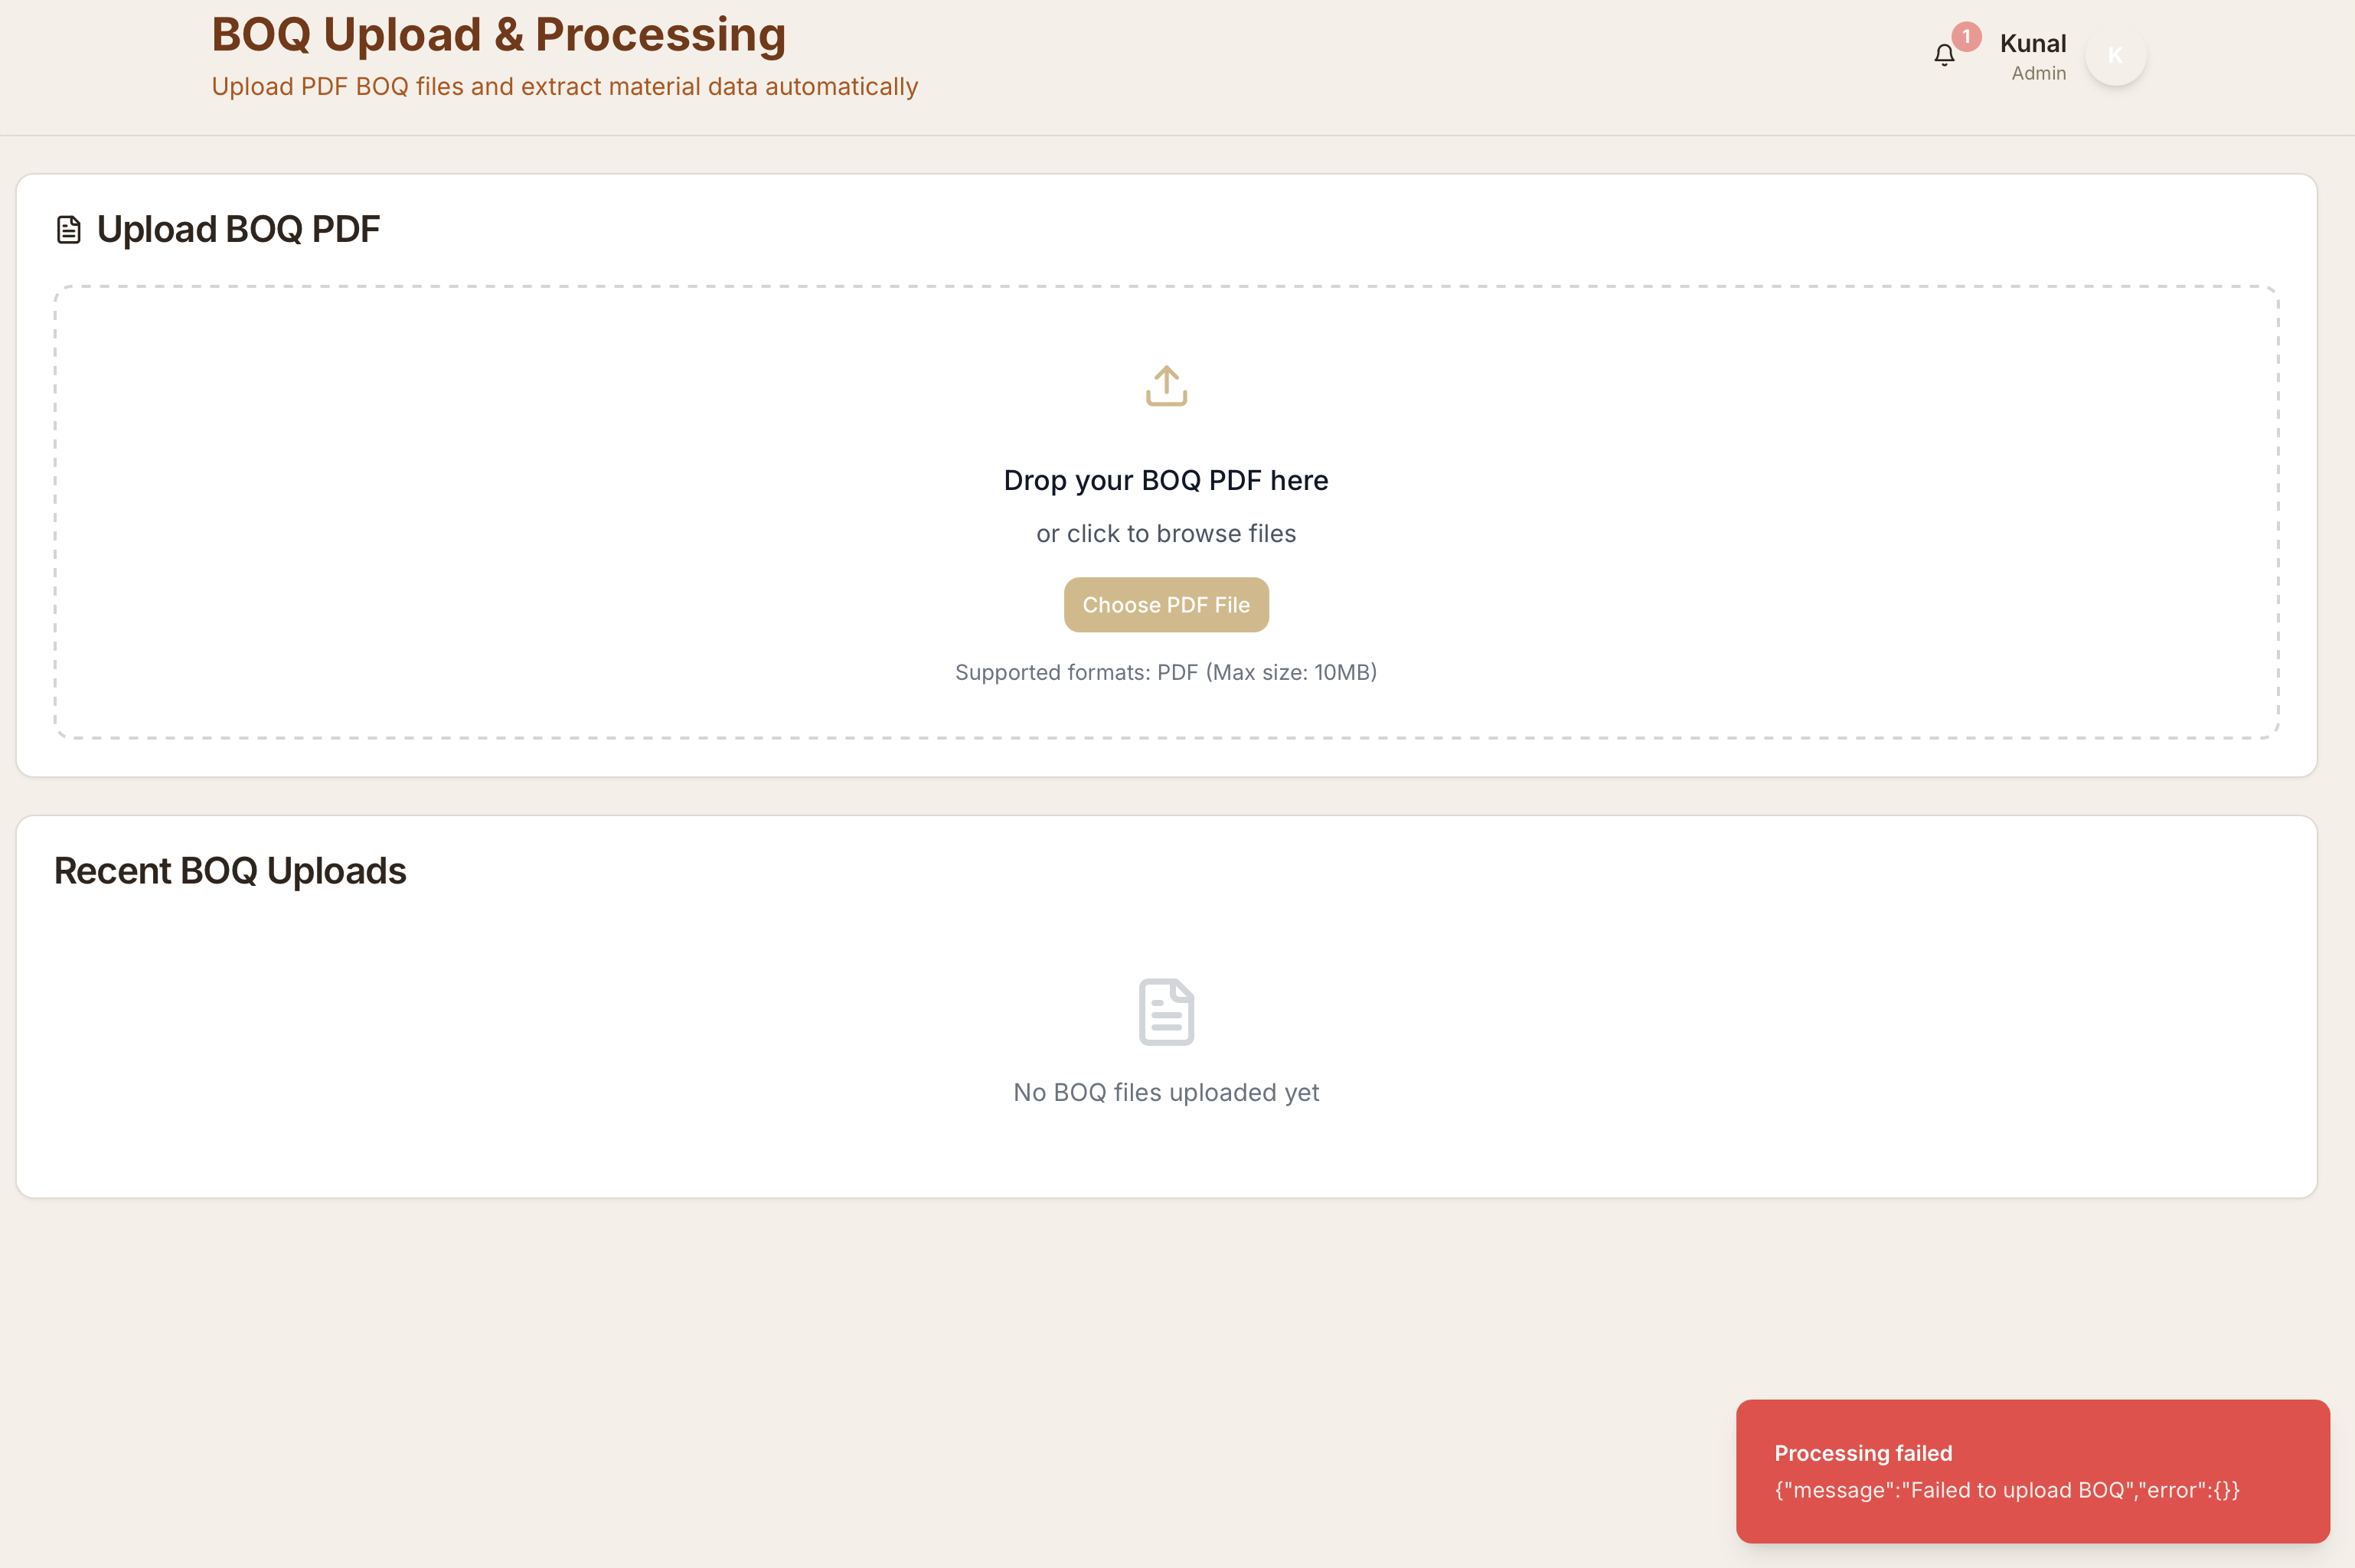 BOQ Upload & Processing
Upload PDF BOQ files and extract material data automatically
1
Kunal
Admin
K
Upload BOQ PDF
Drop your BOQ PDF here
or click to browse files
Choose PDF File
Supported formats: PDF (Max size: 10MB)
Recent BOQ Uploads
No BOQ files uploaded yet
Processing failed
{"message":"Failed to upload BOQ","error":{}}